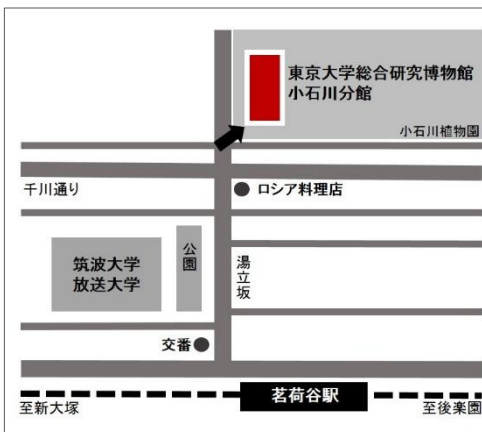 東京大学総合研究博物館
小石川分館
小石川植物園
千川通り
ロシア料理店
筑波大学
放送大学
公園
湯立坂
交番
茗荷谷駅
至新大塚
至後楽園